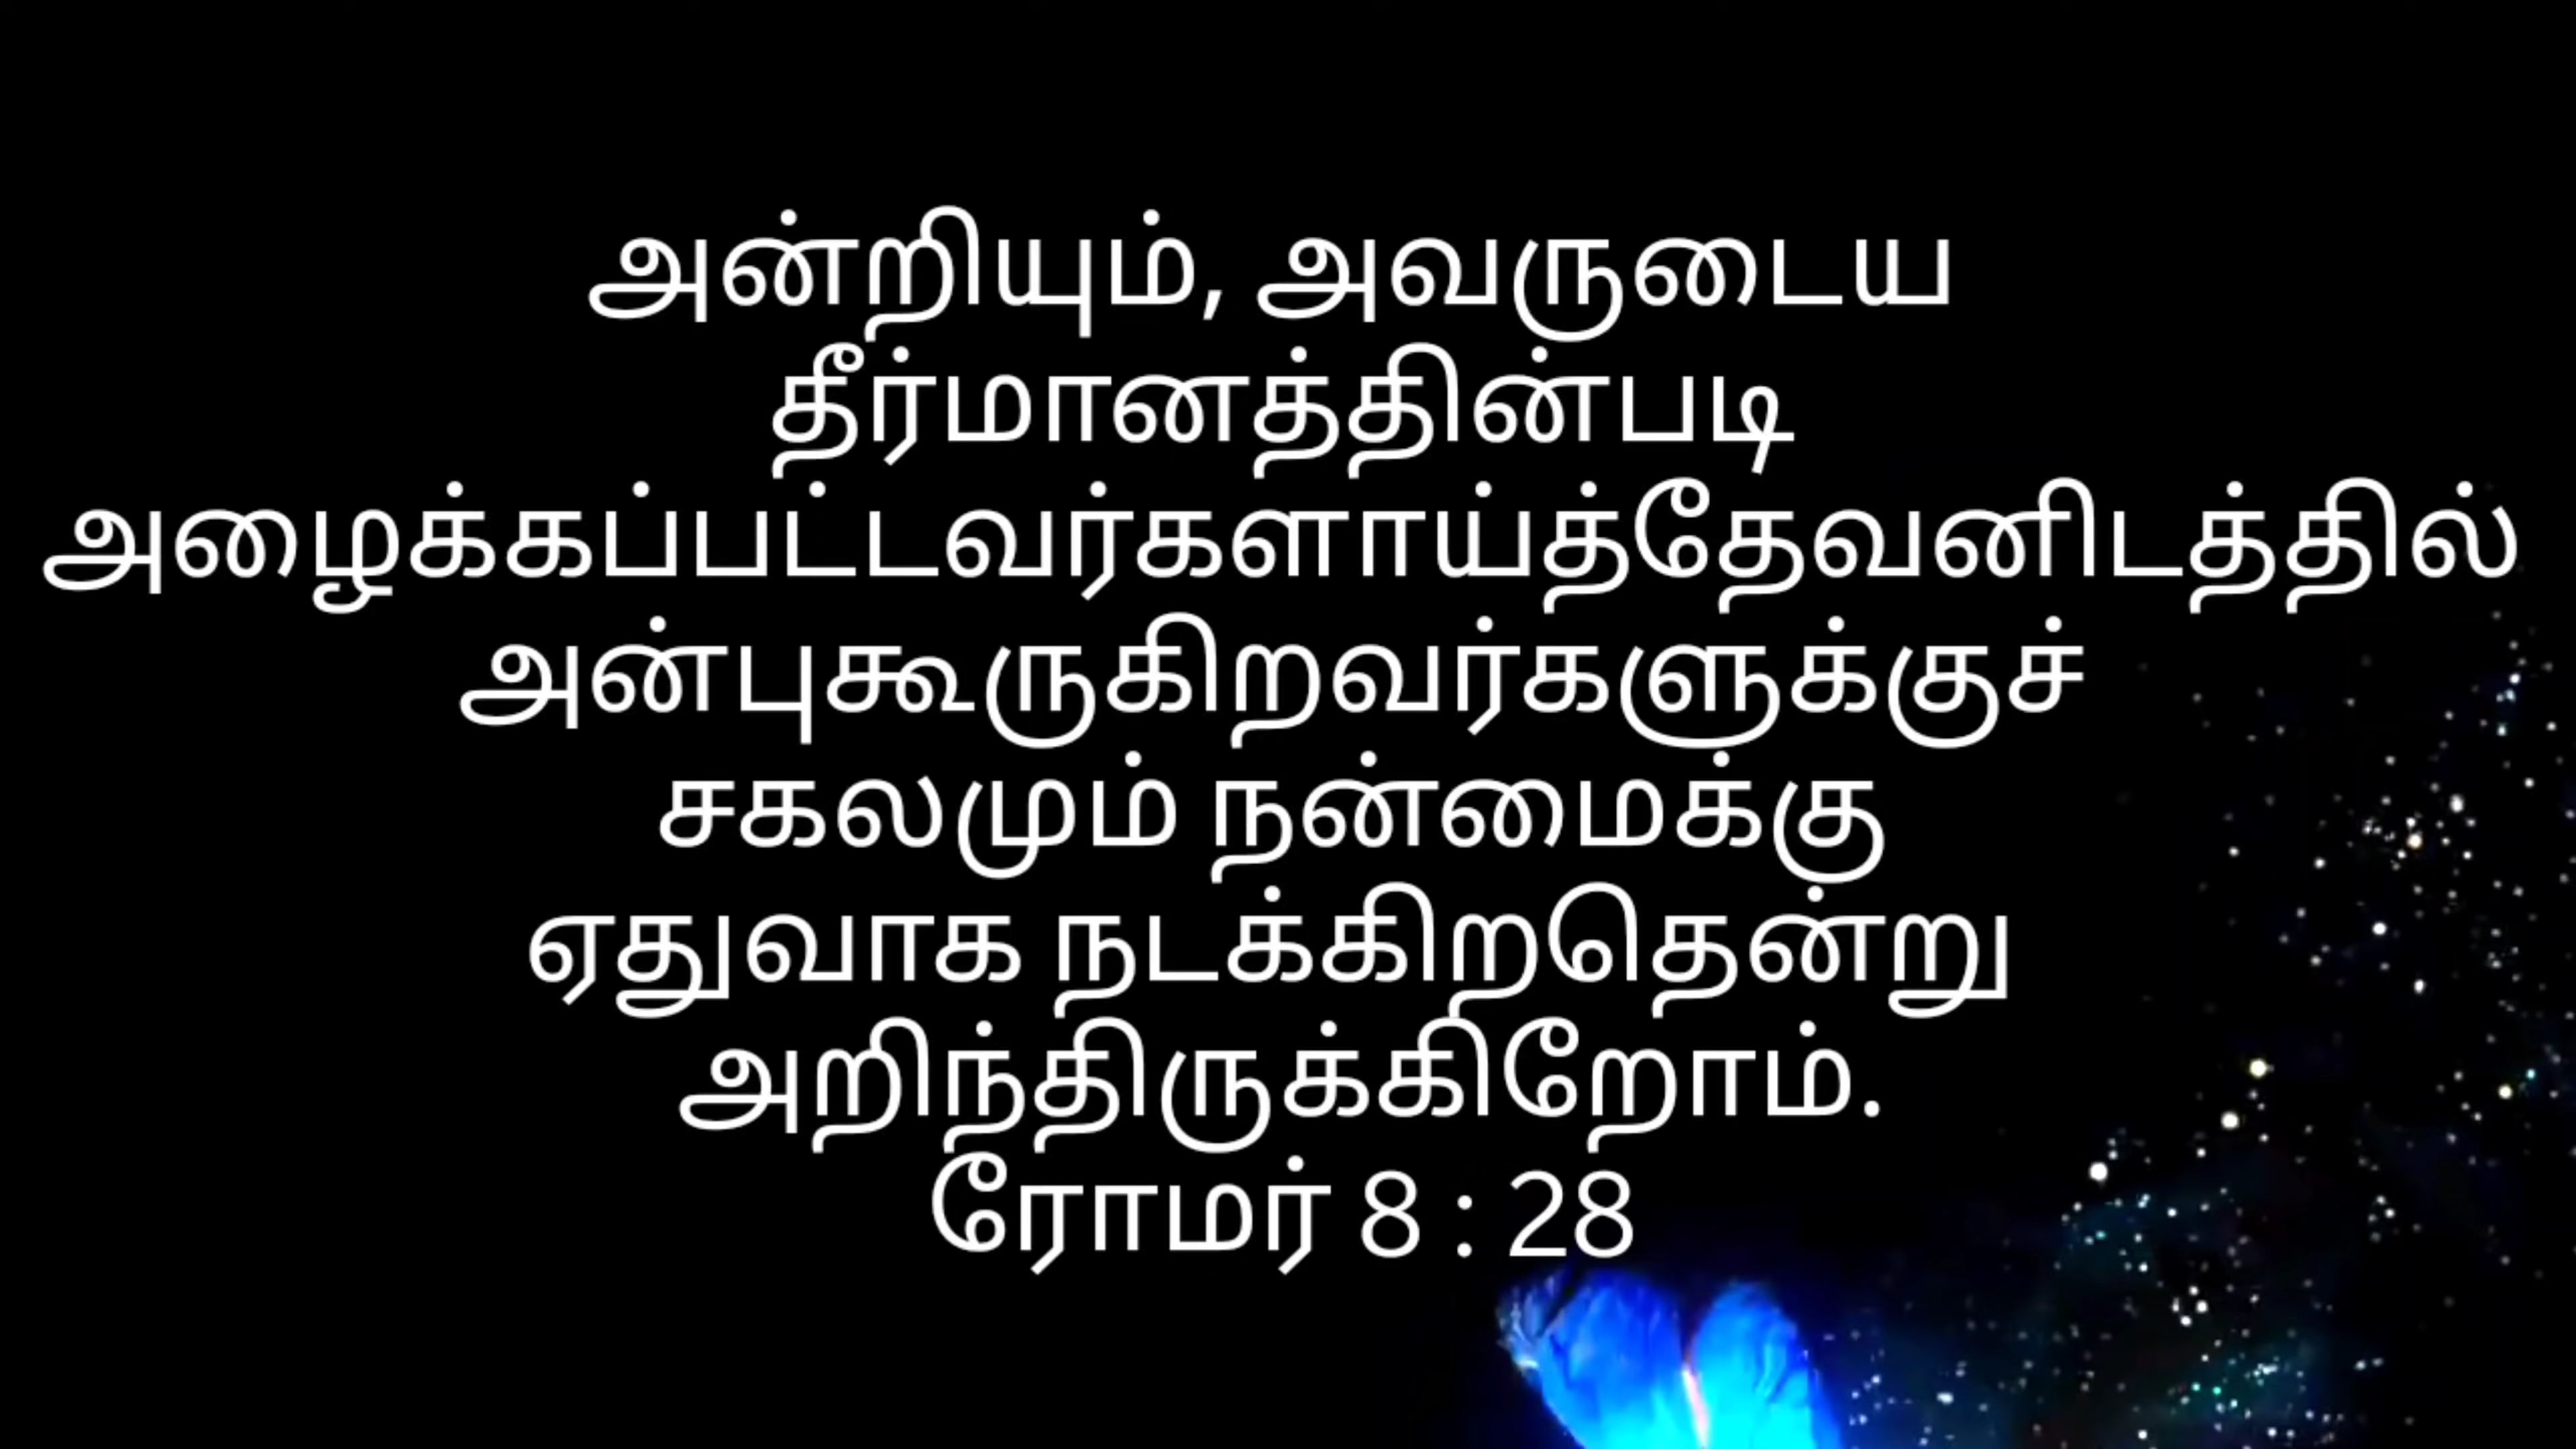 அன்றியும், அவருடைய
தீர்மானத்தின்படி
அழைக்கப்பட்டவர்களாய்த்தேவனிடத்தில்
அன்புகூருகிறவர்களுக்குச்
சகலமும் நன்மைக்கு
ஏதுவாக நடக்கிறதென்று
அறிந்திருக்கிறோம்.
ரோமர் 8 : 28